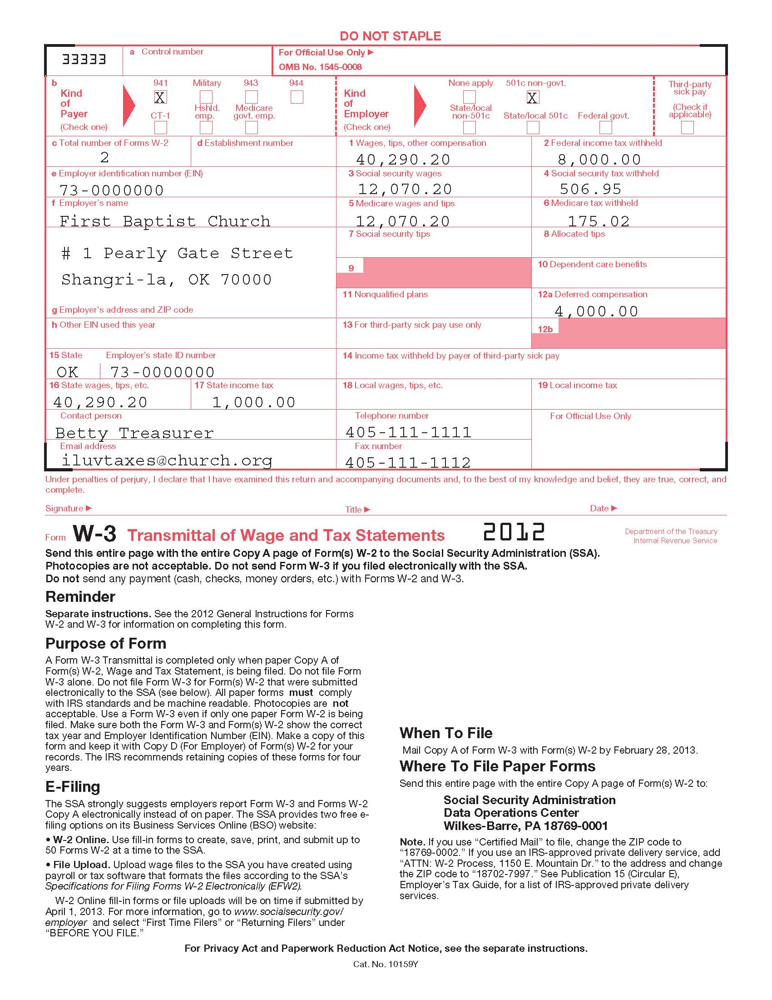 DO NOT STAPLE
33333
a Control number
For Official Use Only ▶
OMB No. 1545-0008
b
Kind
of
Payer
(Check one)
941 Military 943 944
X
CT-1 Hshld. emp. Medicare govt. emp.
Kind
of
Employer
(Check one)
None apply 501c non-govt.
X
State/local non-501c State/local 501c Federal govt.
Third-party
sick pay
(Check if
applicable)
c Total number of Forms W-2
2
d Establishment number
1 Wages, tips, other compensation
40,290.20
2 Federal income tax withheld
8,000.00
e Employer identification number (EIN)
73-0000000
3 Social security wages
12,070.20
4 Social security tax withheld
506.95
f Employer's name
First Baptist Church
5 Medicare wages and tips
12,070.20
6 Medicare tax withheld
175.02
# 1 Pearly Gate Street
Shangri-la, OK 70000
g Employer's address and ZIP code
7 Social security tips
8 Allocated tips
9
10 Dependent care benefits
11 Nonqualified plans
12a Deferred compensation
4,000.00
h Other EIN used this year
13 For third-party sick pay use only
12b
15 State Employer's state ID number
OK 73-0000000
14 Income tax withheld by payer of third-party sick pay
16 State wages, tips, etc.
40,290.20
17 State income tax
1,000.00
18 Local wages, tips, etc.
19 Local income tax
Contact person
Betty Treasurer
Telephone number
405-111-1111
For Official Use Only
Email address
iluvtaxes@church.org
Fax number
405-111-1112
Under penalties of perjury, I declare that I have examined this return and accompanying documents and, to the best of my knowledge and belief, they are true, correct, and
complete.
Signature ▶ Title ▶ Date ▶
Form W-3 Transmittal of Wage and Tax Statements 2012
Department of the Treasury
Internal Revenue Service
Send this entire page with the entire Copy A page of Form(s) W-2 to the Social Security Administration (SSA).
Photocopies are not acceptable. Do not send Form W-3 if you filed electronically with the SSA.
Do not send any payment (cash, checks, money orders, etc.) with Forms W-2 and W-3.
Reminder
Separate instructions. See the 2012 General Instructions for Forms
W-2 and W-3 for information on completing this form.
Purpose of Form
A Form W-3 Transmittal is completed only when paper Copy A of
Form(s) W-2, Wage and Tax Statement, is being filed. Do not file Form
W-3 alone. Do not file Form W-3 for Form(s) W-2 that were submitted
electronically to the SSA (see below). All paper forms must comply
with IRS standards and be machine readable. Photocopies are not
acceptable. Use a Form W-3 even if only one paper Form W-2 is being
filed. Make sure both the Form W-3 and Form(s) W-2 show the correct
tax year and Employer Identification Number (EIN). Make a copy of this
form and keep it with Copy D (For Employer) of Form(s) W-2 for your
records. The IRS recommends retaining copies of these forms for four
years.
E-Filing
The SSA strongly suggests employers report Form W-3 and Forms W-2
Copy A electronically instead of on paper. The SSA provides two free e-
filing options on its Business Services Online (BSO) website:
• W-2 Online. Use fill-in forms to create, save, print, and submit up to
50 Forms W-2 at a time to the SSA.
• File Upload. Upload wage files to the SSA you have created using
payroll or tax software that formats the files according to the SSA's
Specifications for Filing Forms W-2 Electronically (EFW2).
W-2 Online fill-in forms or file uploads will be on time if submitted by
April 1, 2013. For more information, go to www.socialsecurity.gov/
employer and select “First Time Filers” or “Returning Filers” under
“BEFORE YOU FILE.”
When To File
Mail Copy A of Form W-3 with Form(s) W-2 by February 28, 2013.
Where To File Paper Forms
Send this entire page with the entire Copy A page of Form(s) W-2 to:
Social Security Administration
Data Operations Center
Wilkes-Barre, PA 18769-0001
Note. If you use “Certified Mail” to file, change the ZIP code to
“18769-0002.” If you use an IRS-approved private delivery service, add
“ATTN: W-2 Process, 1150 E. Mountain Dr.” to the address and change
the ZIP code to “18702-7997.” See Publication 15 (Circular E),
Employer's Tax Guide, for a list of IRS-approved private delivery
services.
For Privacy Act and Paperwork Reduction Act Notice, see the separate instructions.
Cat. No. 10159Y